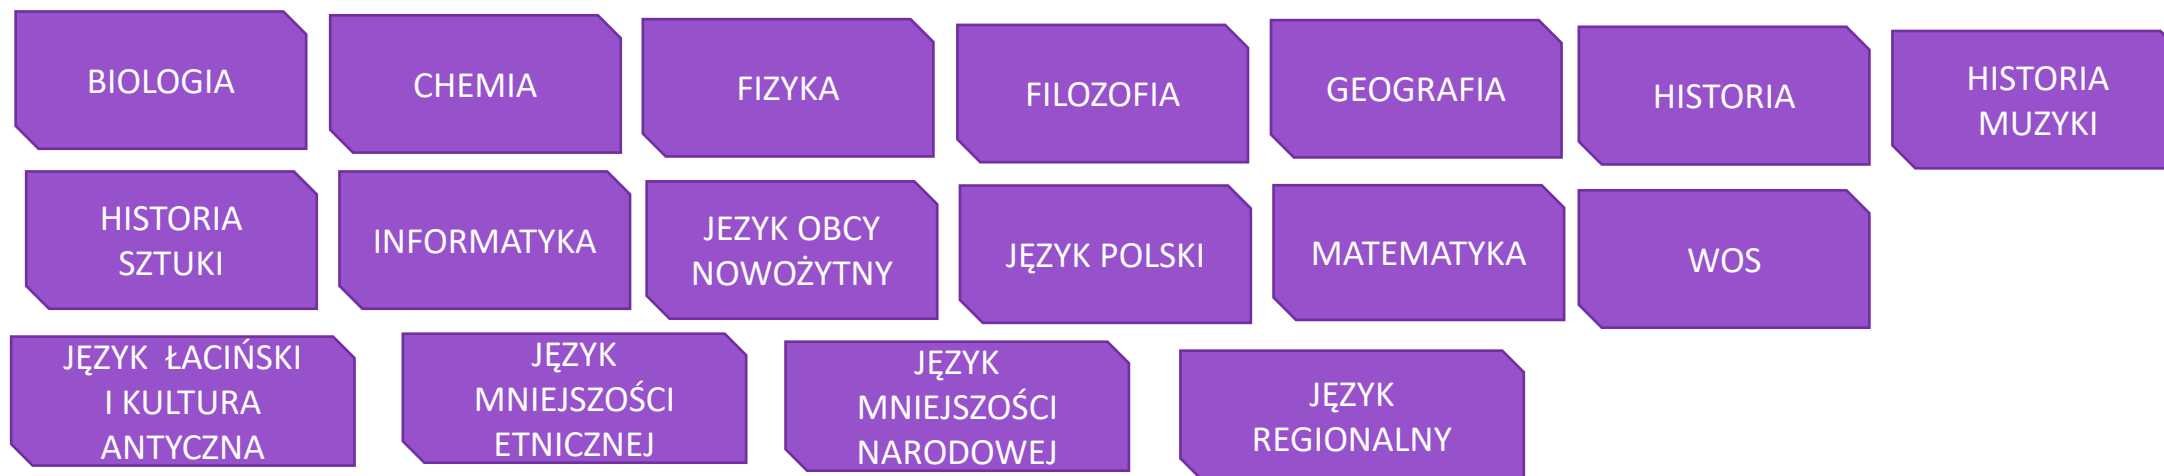 BIOLOGIA
CHEMIA
FIZYKA
FILOZOFIA
GEOGRAFIA
HISTORIA
HISTORIA
MUZYKI
HISTORIA
SZTUKI
INFORMATYKA
JEZYK OBCY
NOWOŻYTNY
JĘZYK POLSKI
MATEMATYKA
WOS
JĘZYK ŁACIŃSKI
I KULTURA
ANTYCZNA
JĘZYK
MNIEJSZOŚCI
ETNICZNEJ
JĘZYK
MNIEJSZOŚCI
NARODOWEJ
JĘZYK
REGIONALNY